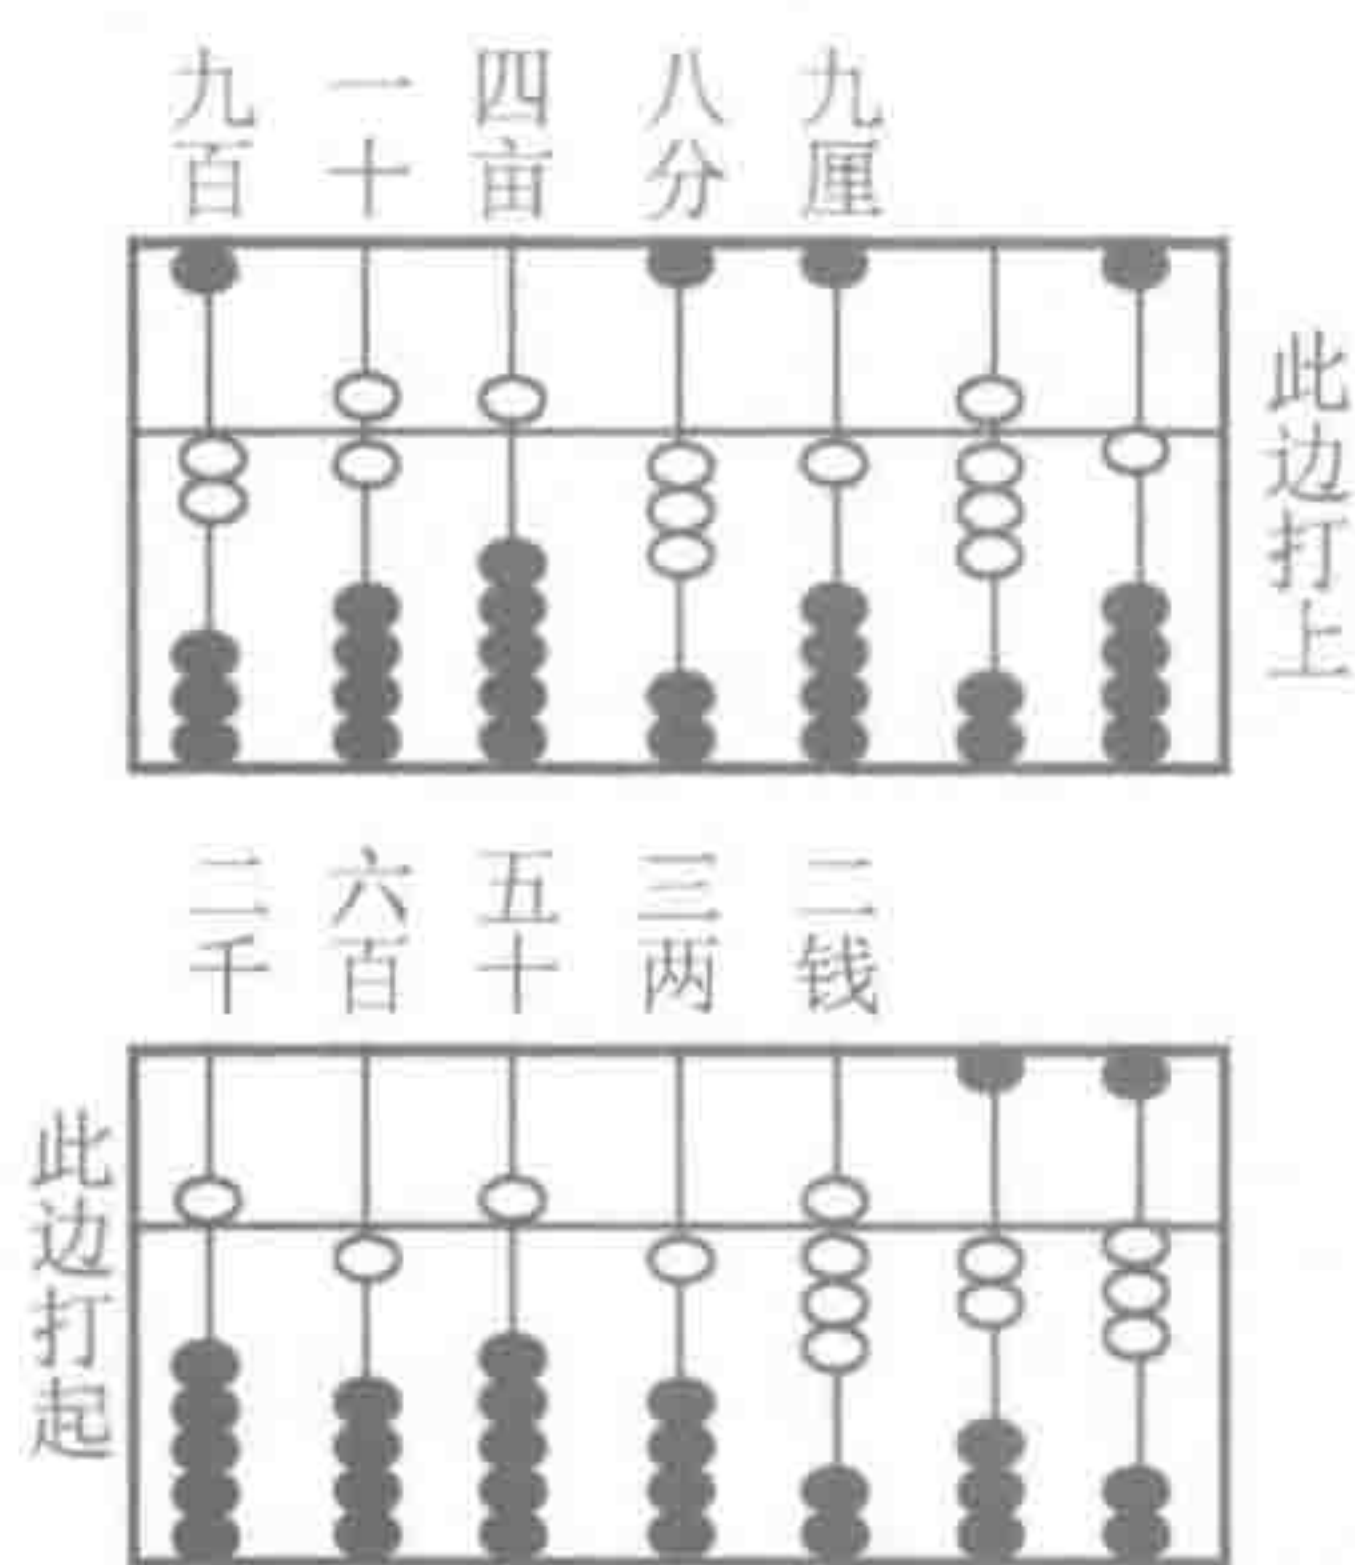 九百 一十 四亩 八分 九厘
此边打上
二千 六百 五十 三两 二钱
此边打起